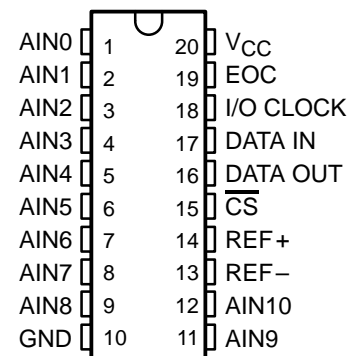 AIN0 1 20 VCC
AIN1 2 19 EOC
AIN2 3 18 I/O CLOCK
AIN3 4 17 DATA IN
AIN4 5 16 DATA OUT
AIN5 6 15 C̅S̅
AIN6 7 14 REF+
AIN7 8 13 REF–
AIN8 9 12 AIN10
GND 10 11 AIN9